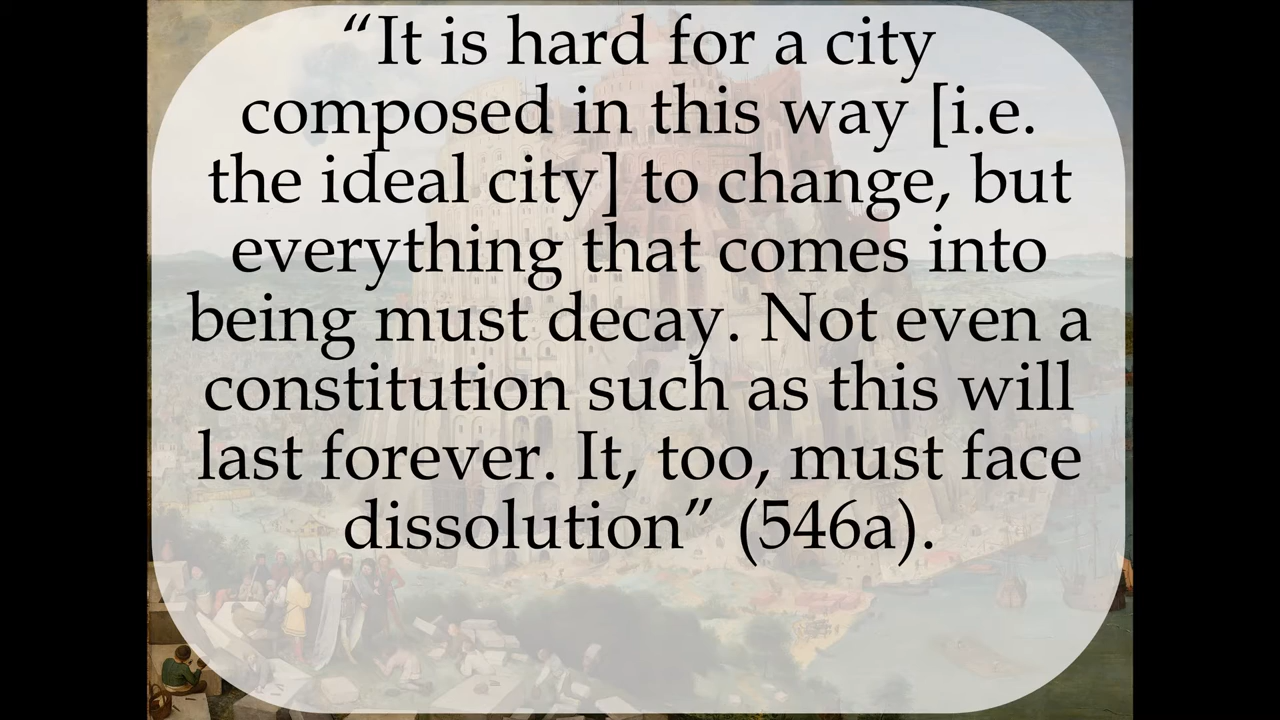 “It is hard for a city
composed in this way [i.e.
the ideal city] to change, but
everything that comes into
being must decay. Not even a
constitution such as this will
last forever. It, too, must face
dissolution” (546a).